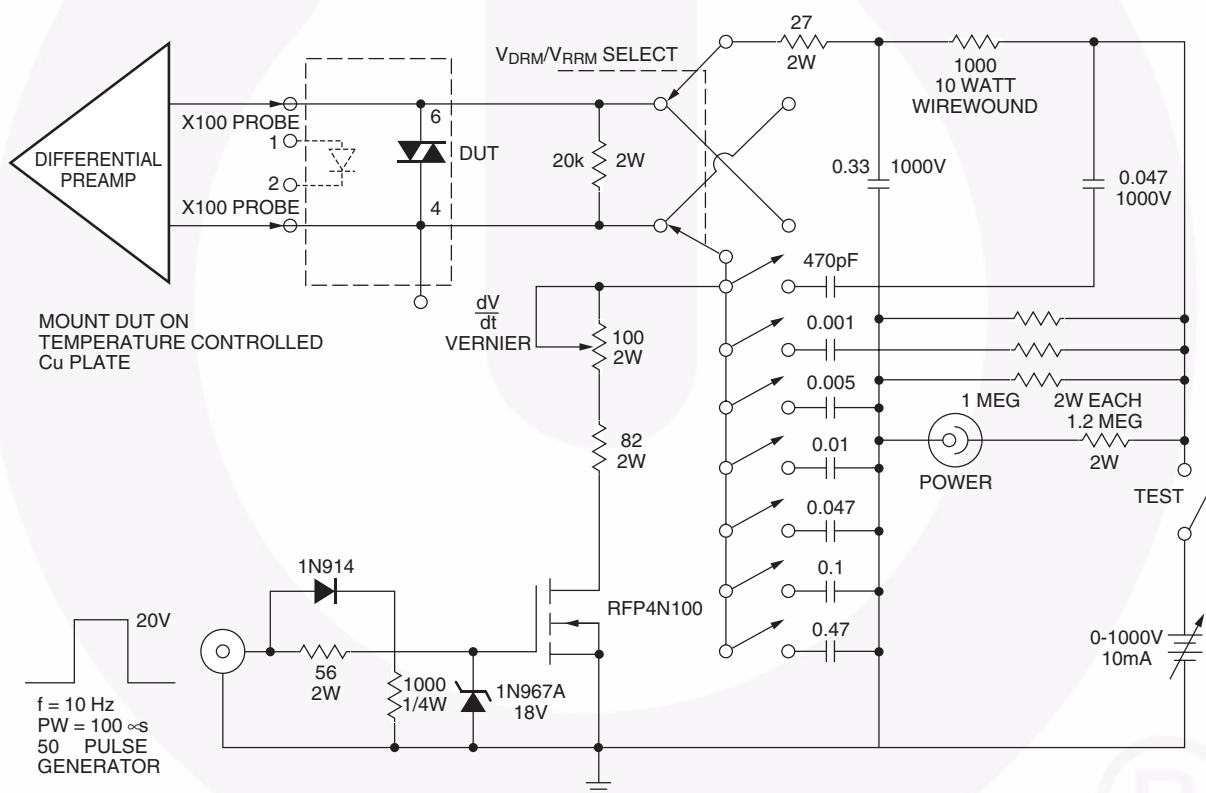 27
2W
VDRM/VRRM SELECT
1000
10 WATT
WIREWOUND
X100 PROBE
6
1
DIFFERENTIAL
PREAMP
DUT
20k
2W
0.33
1000V
0.047
1000V
2
X100 PROBE
4
470pF
MOUNT DUT ON
TEMPERATURE CONTROLLED
Cu PLATE
dV
dt
VERNIER
100
2W
0.001
0.005
1 MEG
2W EACH
1.2 MEG
82
2W
0.01
POWER
2W
TEST
0.047
1N914
0.1
RFP4N100
20V
0.47
0-1000V
10mA
56
2W
1000
1/4W
1N967A
18V
f = 10 Hz
PW = 100 ∝s
50 PULSE
GENERATOR
®